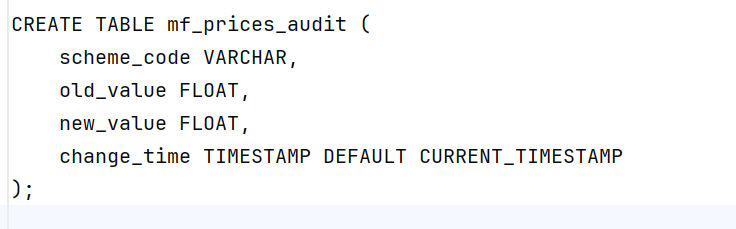 CREATE TABLE mf_prices_audit (
    scheme_code VARCHAR,
    old_value FLOAT,
    new_value FLOAT,
    change_time TIMESTAMP DEFAULT CURRENT_TIMESTAMP
);